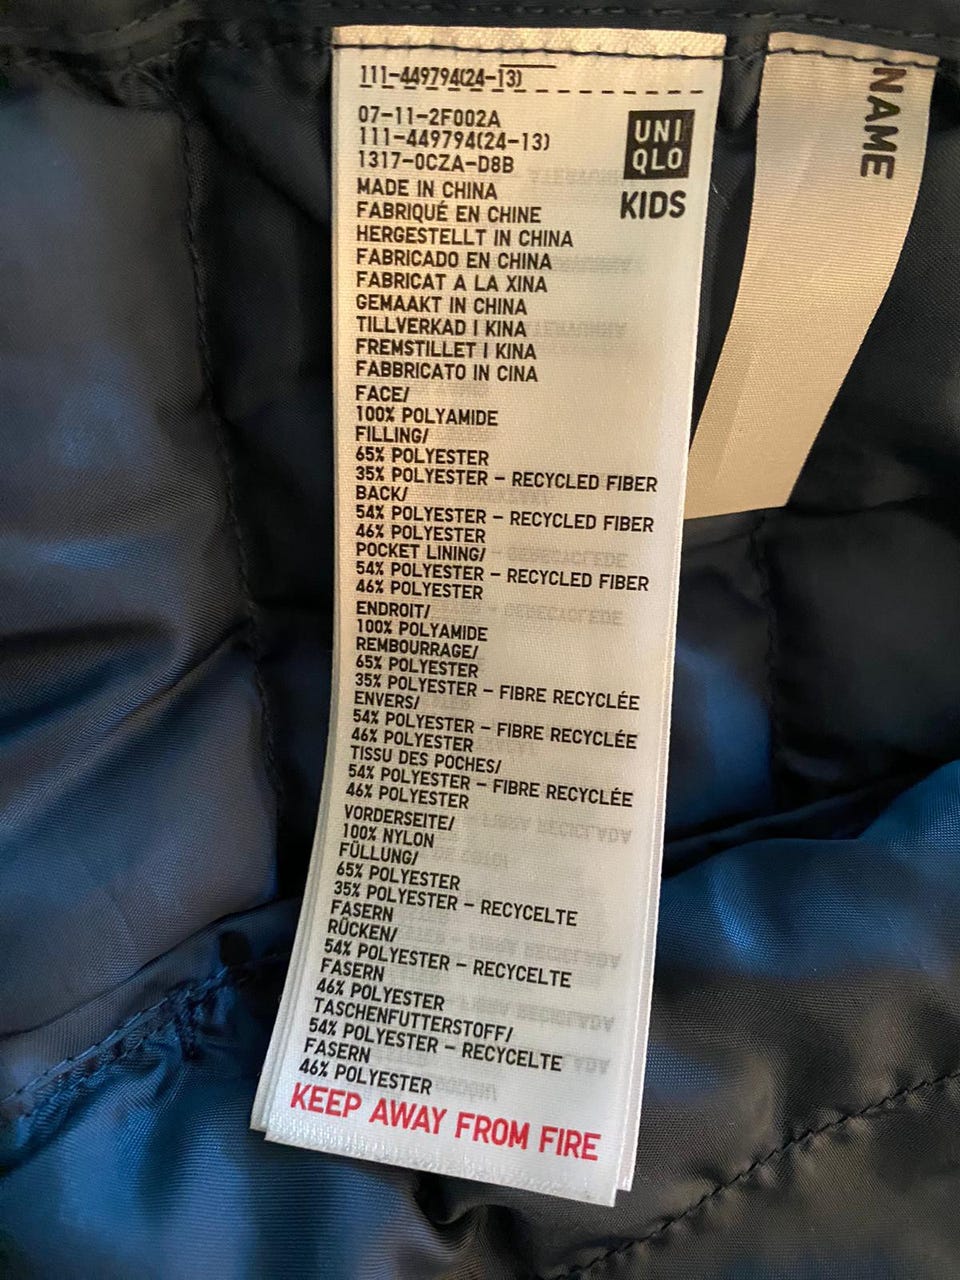 111-449794(24-13)
07-11-2F002A
111-449794(24-13)
1317-0CZA-D8B
UNI
QLO
KIDS
MADE IN CHINA
FABRIQUÉ EN CHINE
HERGESTELLT IN CHINA
FABRICADO EN CHINA
FABRICAT A LA XINA
GEMAAKT IN CHINA
TILLVERKAD I KINA
FREMSTILLET I KINA
FABBRICATO IN CINA
FACE/
100% POLYAMIDE
FILLING/
65% POLYESTER
35% POLYESTER – RECYCLED FIBER
BACK/
54% POLYESTER – RECYCLED FIBER
46% POLYESTER
POCKET LINING/
54% POLYESTER – RECYCLED FIBER
46% POLYESTER
ENDROIT/
100% POLYAMIDE
REMBOURRAGE/
65% POLYESTER
35% POLYESTER – FIBRE RECYCLÉE
ENVERS/
54% POLYESTER – FIBRE RECYCLÉE
46% POLYESTER
TISSU DES POCHES/
54% POLYESTER – FIBRE RECYCLÉE
46% POLYESTER
VORDERSEITE/
100% NYLON
FÜLLUNG/
65% POLYESTER
35% POLYESTER – RECYCELTE
FASERN
RÜCKEN/
54% POLYESTER – RECYCELTE
FASERN
46% POLYESTER
TASCHENFUTTERSTOFF/
54% POLYESTER – RECYCELTE
FASERN
46% POLYESTER
KEEP AWAY FROM FIRE
NAME